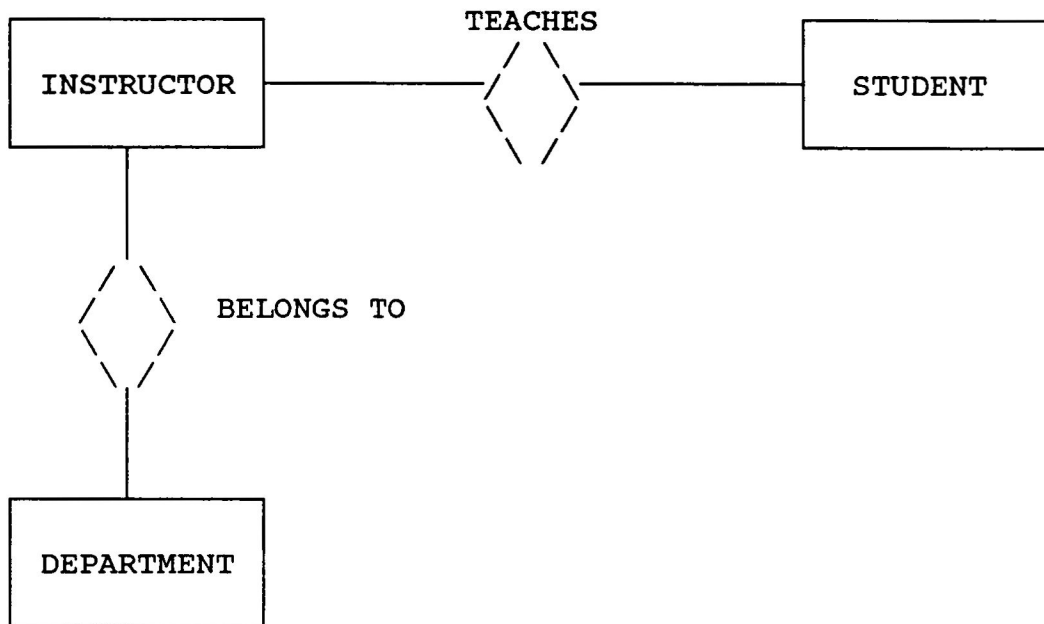 TEACHES
INSTRUCTOR
STUDENT
BELONGS TO
DEPARTMENT